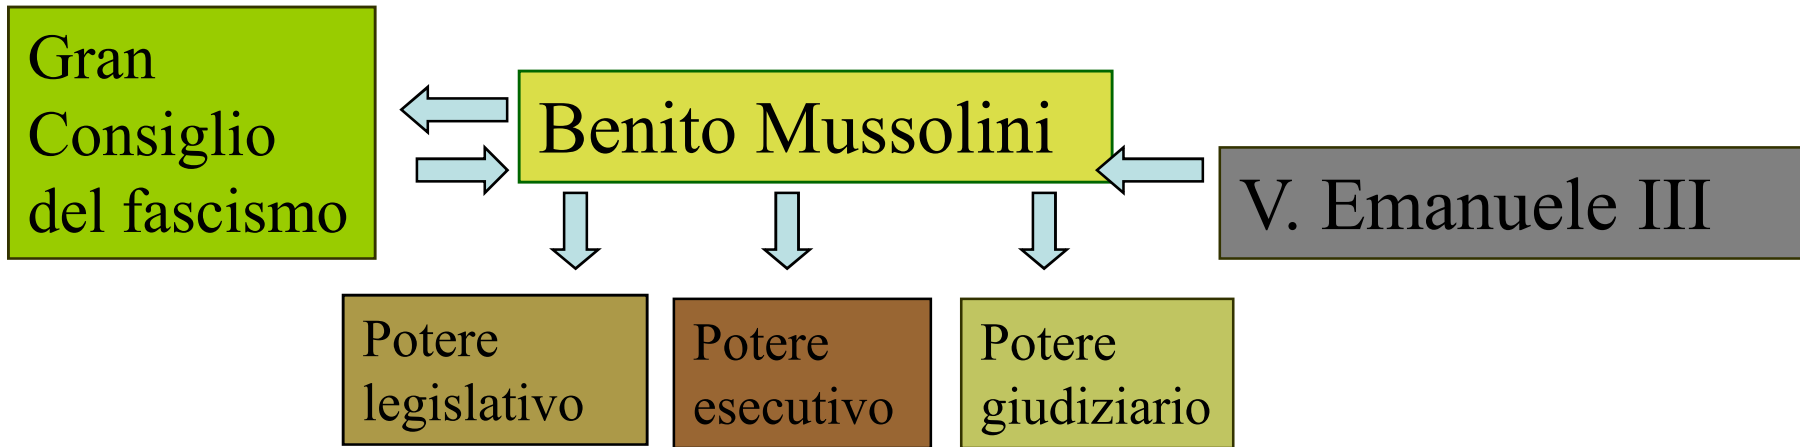 Gran
Consiglio
del fascismo
Benito Mussolini
V. Emanuele III
Potere
legislativo
Potere
esecutivo
Potere
giudiziario